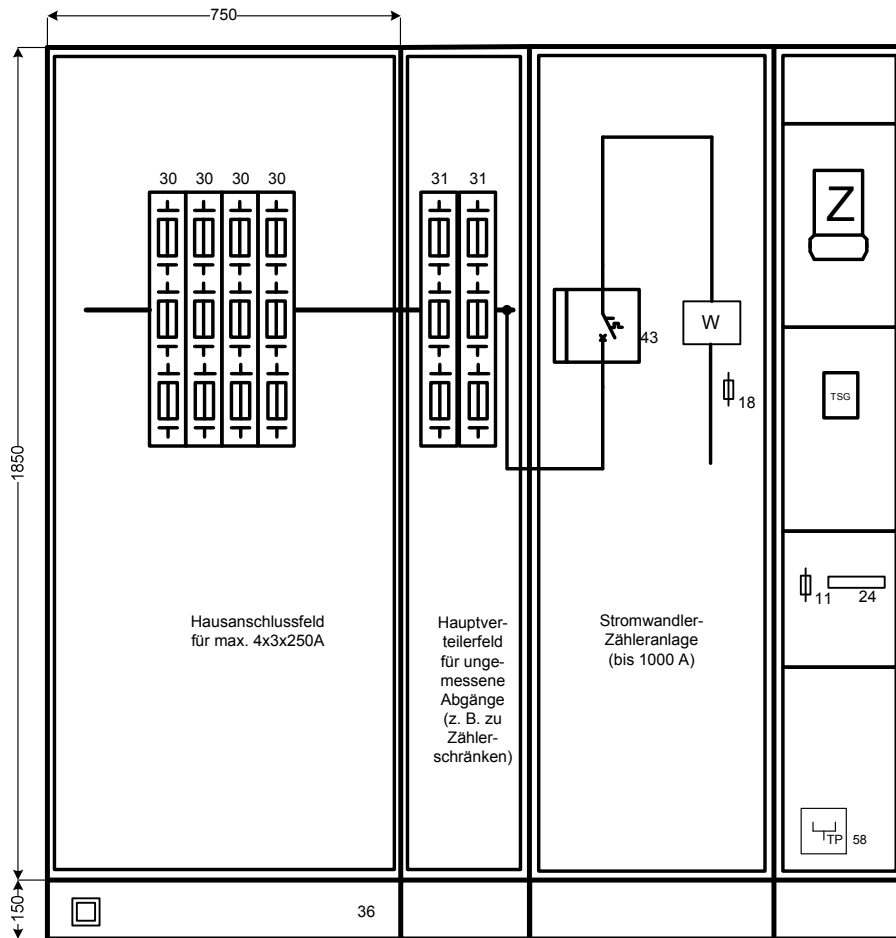 750
30 30 30 30
31 31
Z
1850
W
43
TSG
18
11 24
Hausanschlussfeld
für max. 4x3x250A
Hauptver-
teilerfeld
für unge-
messene
Abgänge
(z. B. zu
Zähler-
schränken)
Stromwandler-
Zähleranlage
(bis 1000 A)
TP 58
150
36